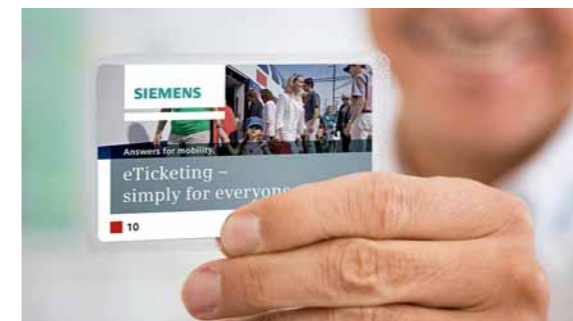 SIEMENS
Answers for mobility.
eTicketing –
simply for everyone
10